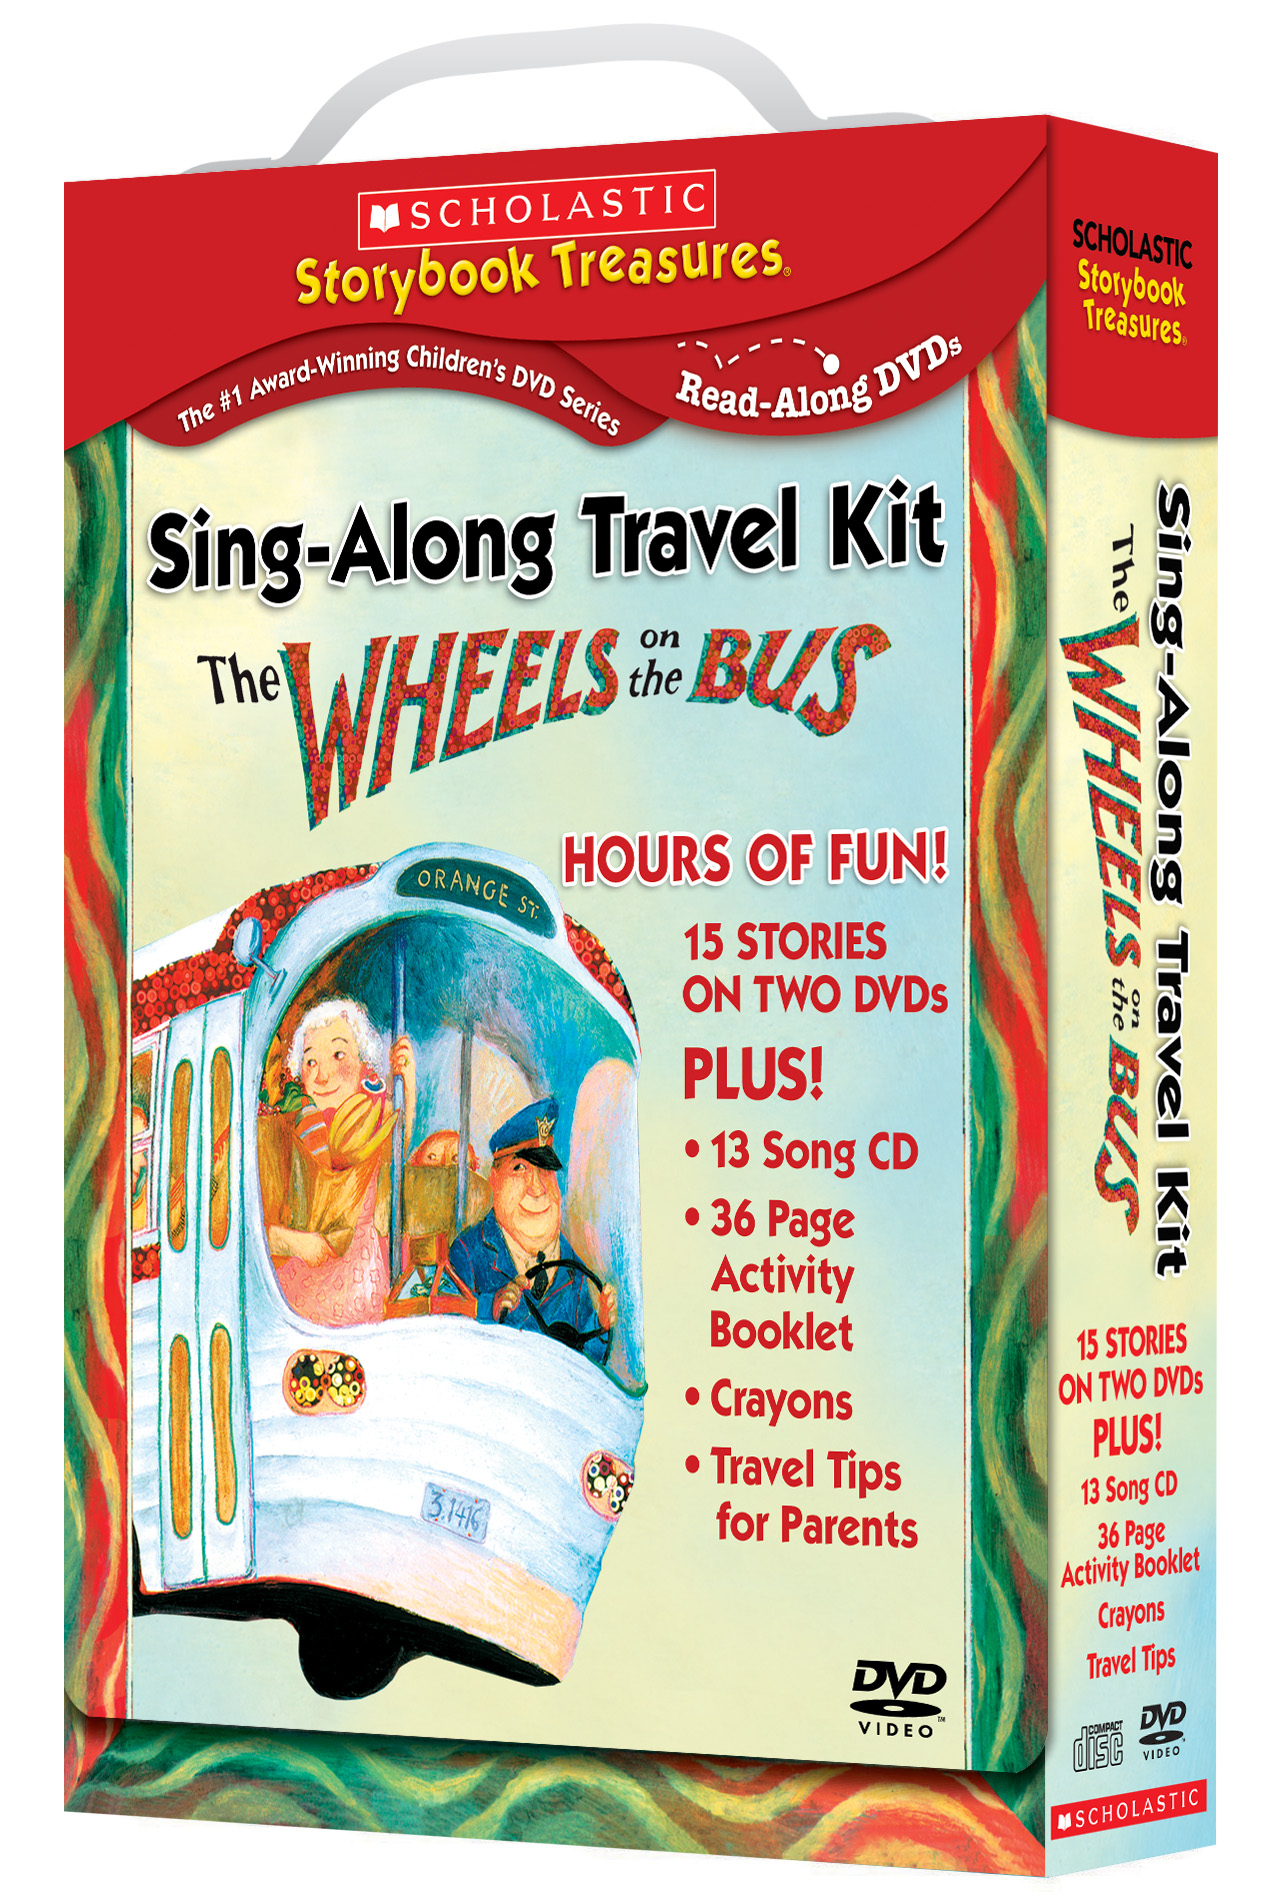 SCHOLASTIC
Storybook Treasures®
The #1 Award-Winning Children's DVD Series
Read-Along DVDs
Sing-Along Travel Kit
The WHEELS on the BUS
HOURS OF FUN!
15 STORIES
ON TWO DVDs
PLUS!
• 13 Song CD
• 36 Page
Activity
Booklet
• Crayons
• Travel Tips
for Parents
ORANGE ST.
3.1416
DVD™
VIDEO
SCHOLASTIC
Storybook
Treasures®
Sing-Along Travel Kit
The WHEELS on the BUS
15 STORIES
ON TWO DVDs
PLUS!
13 Song CD
36 Page
Activity Booklet
Crayons
Travel Tips
COMPACT
disc
DVD
VIDEO
SCHOLASTIC